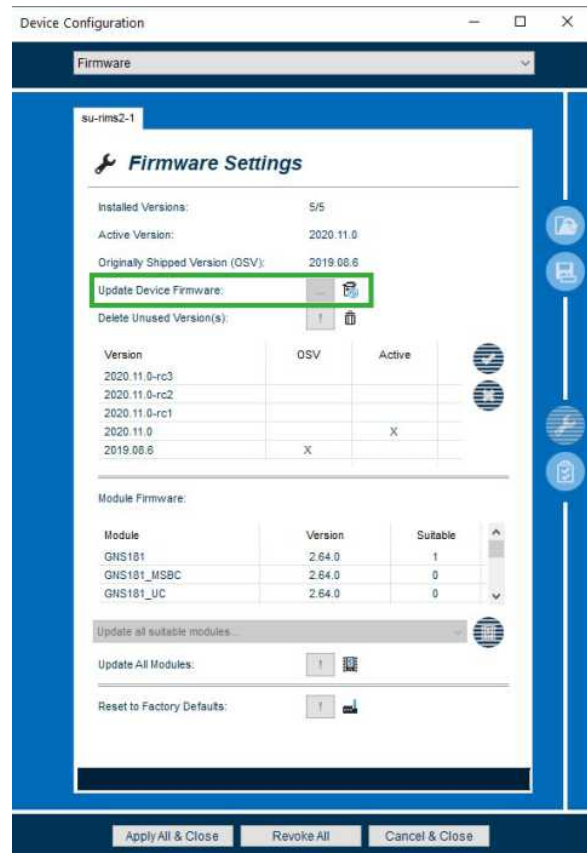 Device Configuration
Firmware
su-rims2-1
Firmware Settings
Installed Versions: 5/5
Active Version: 2020.11.0
Originally Shipped Version (OSV): 2019.08.6
Update Device Firmware: ...
Delete Unused Version(s): !
Version OSV Active
2020.11.0-rc3
2020.11.0-rc2
2020.11.0-rc1
2020.11.0 X
2019.08.6 X
Module Firmware:
Module Version Suitable
GNS181 2.64.0 1
GNS181_MSBC 2.64.0 0
GNS181_UC 2.64.0 0
Update all suitable modules...
Update All Modules: !
Reset to Factory Defaults: !
Apply All & Close Revoke All Cancel & Close